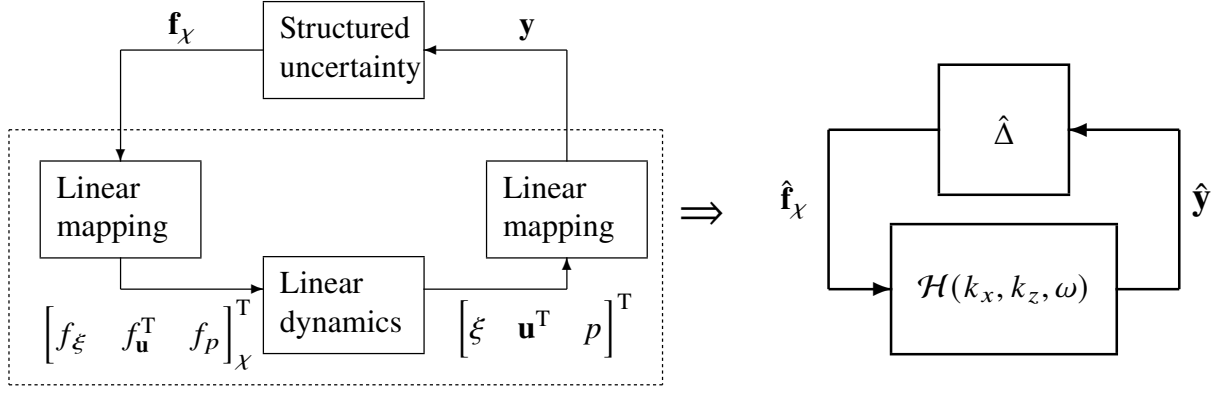 𝐟_χ
Structured
uncertainty
𝐲
Linear
mapping
Linear
mapping
Linear
dynamics
[f_ξ f_𝐮^T f_p]_χ^T
[ξ 𝐮^T p]^T
⇒
Δ̂
𝐟̂_χ
𝐲̂
ℋ(k_x, k_z, ω)